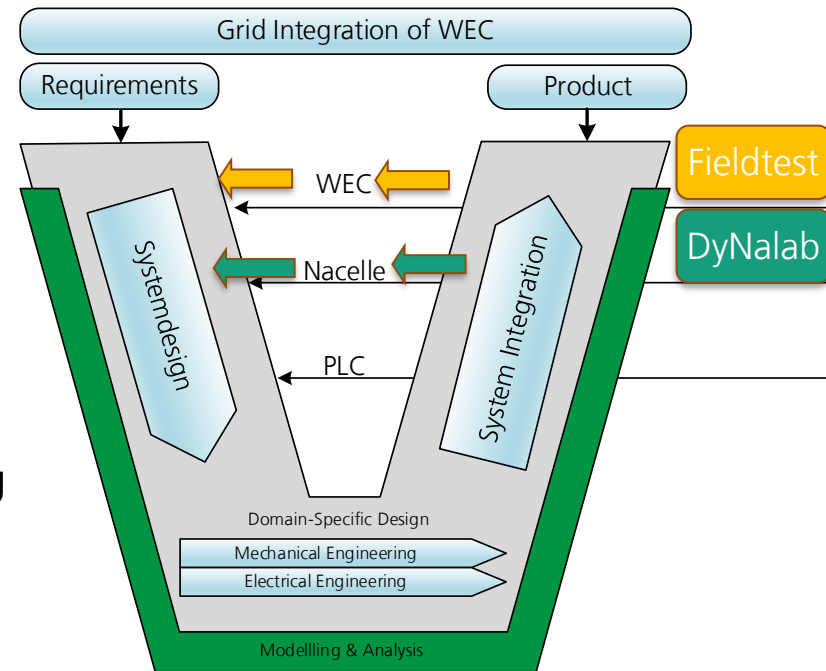 Grid Integration of WEC
Requirements
Product
Fieldtest
WEC
DyNalab
Nacelle
Systemdesign
System Integration
PLC
g
Domain-Specific Design
Mechanical Engineering
Electrical Engineering
Modellling & Analysis